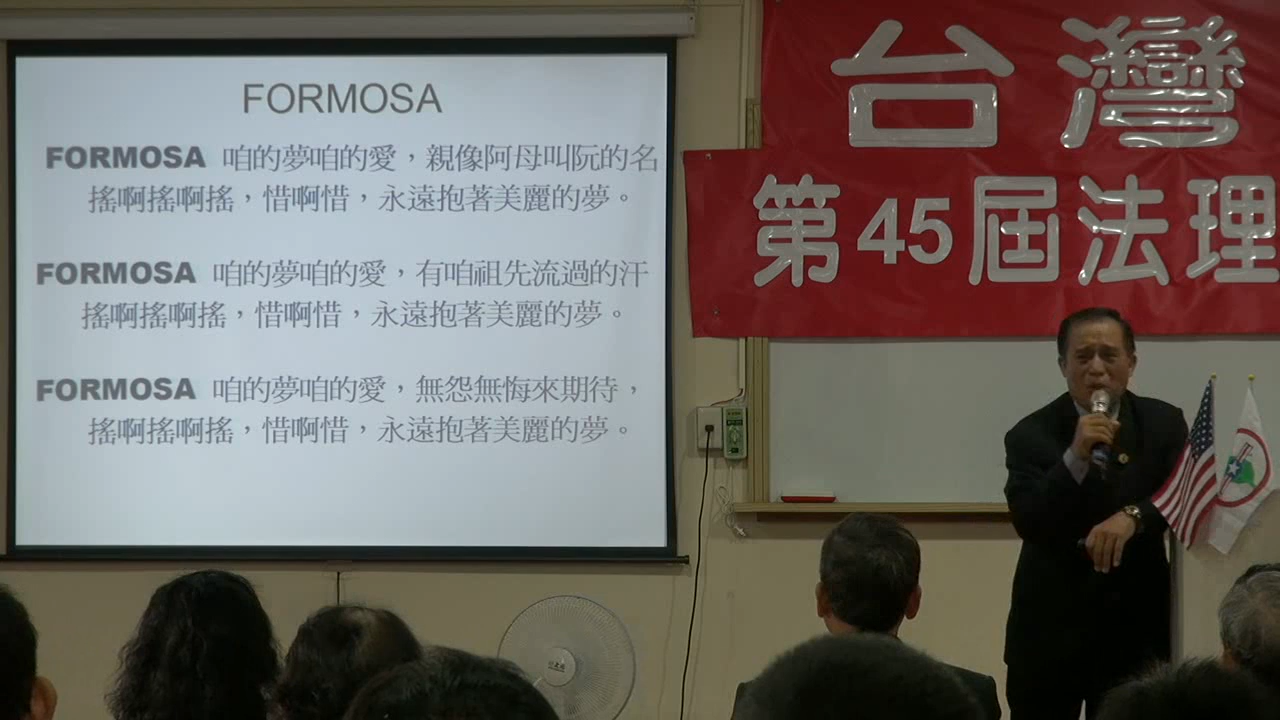 FORMOSA
FORMOSA 咱的夢咱的愛，親像阿母叫阮的名
搖啊搖啊搖，惜啊惜，永遠抱著美麗的夢。
FORMOSA 咱的夢咱的愛，有咱祖先流過的汗
搖啊搖啊搖，惜啊惜，永遠抱著美麗的夢。
FORMOSA 咱的夢咱的愛，無怨無悔來期待，
搖啊搖啊搖，惜啊惜，永遠抱著美麗的夢。
台灣
第45屆法理